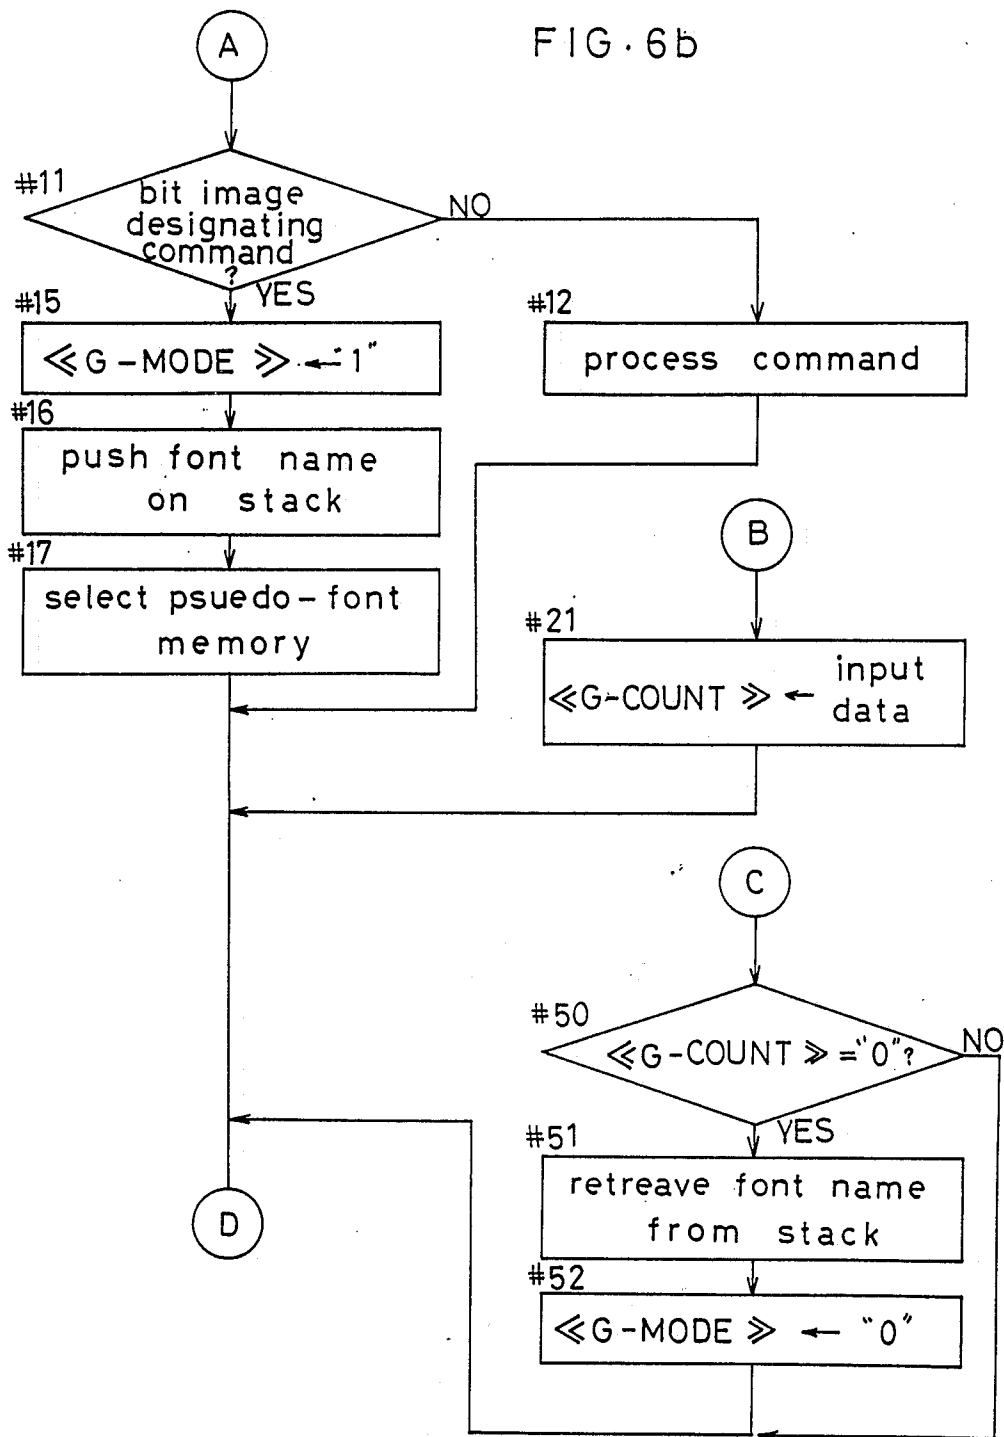 FIG. 6b
A
#11
bit image
designating
command
?
NO
YES
#15
≪G-MODE≫ ← "1"
#12
process command
#16
push font name
on stack
#17
select psuedo-font
memory
B
#21
≪G-COUNT≫ ← input
data
C
#50
≪G-COUNT≫="0"?
NO
YES
#51
retreave font name
from stack
D
#52
≪G-MODE≫ ← "0"